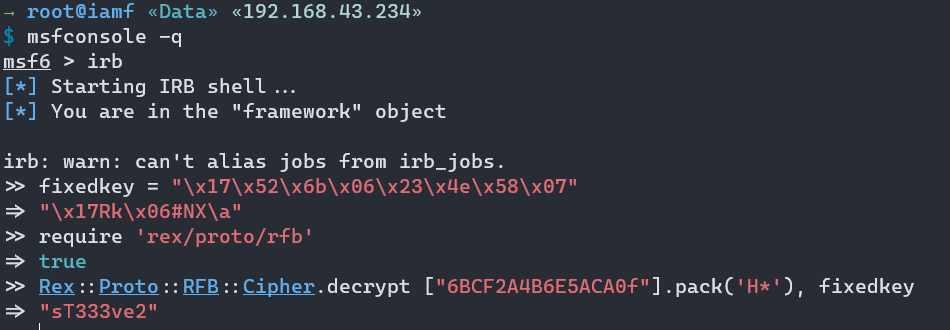 → root@iamf «Data» «192.168.43.234»
$ msfconsole -q
msf6 > irb
[*] Starting IRB shell...
[*] You are in the "framework" object
irb: warn: can't alias jobs from irb_jobs.
>> fixedkey = "\x17\x52\x6b\x06\x23\x4e\x58\x07"
=> "\x17Rk\x06#NX\a"
>> require 'rex/proto/rfb'
=> true
>> Rex::Proto::RFB::Cipher.decrypt ["6BCF2A4B6E5ACA0f"].pack('H*'), fixedkey
=> "sT333ve2"